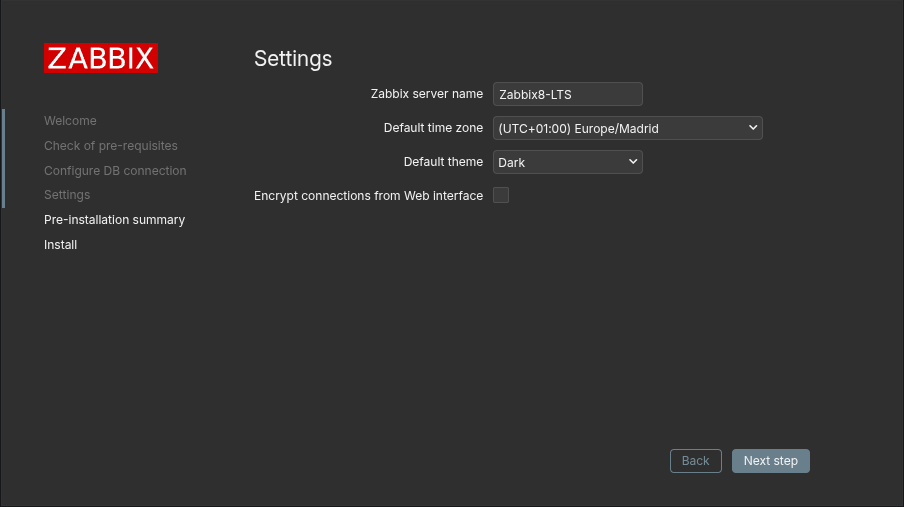 ZABBIX
Welcome
Check of pre-requisites
Configure DB connection
Settings
Pre-installation summary
Install
Settings
Zabbix server name Zabbix8-LTS
Default time zone (UTC+01:00) Europe/Madrid
Default theme Dark
Encrypt connections from Web interface
Back Next step